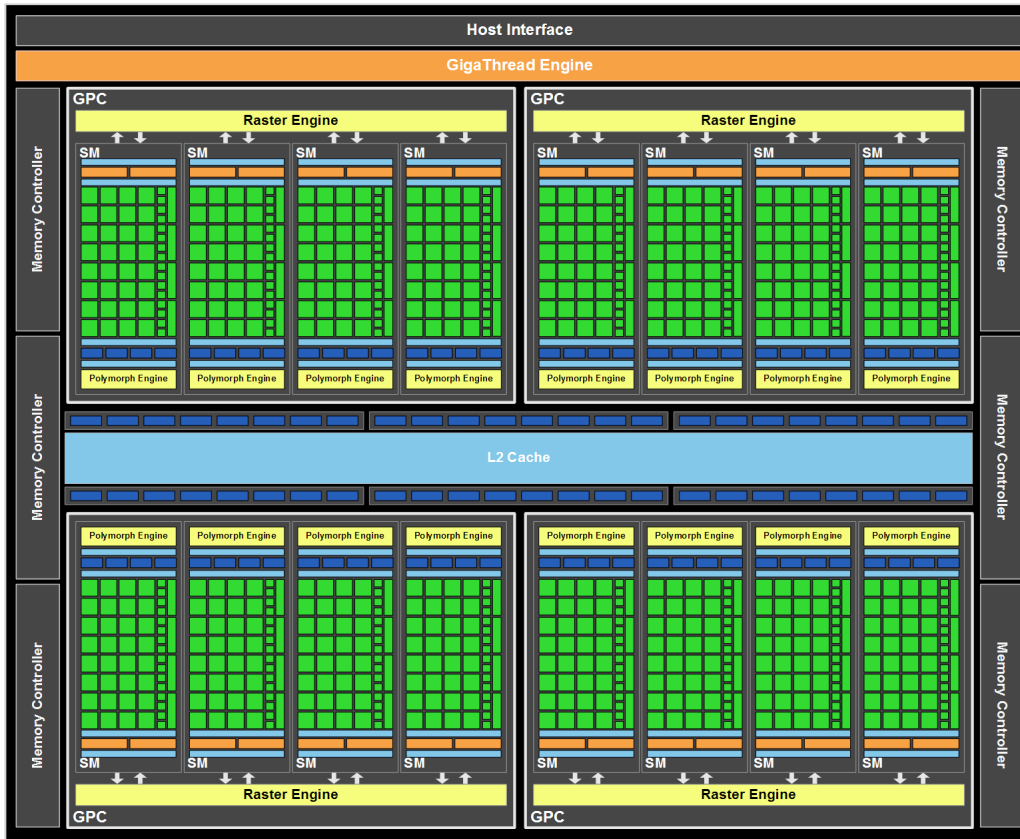 Host Interface
GigaThread Engine
GPC
GPC
Raster Engine
Raster Engine
SM SM SM SM
SM SM SM SM
Memory Controller
Memory Controller
Polymorph Engine Polymorph Engine Polymorph Engine Polymorph Engine
Polymorph Engine Polymorph Engine Polymorph Engine Polymorph Engine
Memory Controller
L2 Cache
Memory Controller
Polymorph Engine Polymorph Engine Polymorph Engine Polymorph Engine
Polymorph Engine Polymorph Engine Polymorph Engine Polymorph Engine
Memory Controller
Memory Controller
SM SM SM SM
SM SM SM SM
Raster Engine
Raster Engine
GPC
GPC